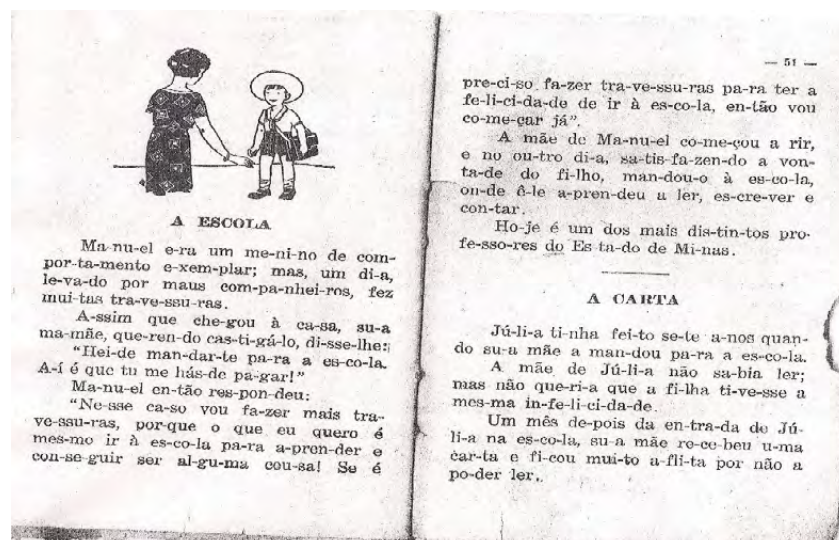 A ESCOLA
Ma-nu-el e-ra um me-ni-no de com-
por-ta-mento e-xem-plar; mas, um di-a,
le-va-do por maus com-pa-nhei-ros, fez
mui-tas tra-ve-ssu-ras.
A-ssim que che-gou à ca-sa, su-a
ma-mãe, que-ren-do cas-ti-gá-lo, di-sse-lhe:
"Hei-de man-dar-te pa-ra a es-co-la.
A-í é que tu me hás-de pa-gar!"
Ma-nu-el en-tão res-pon-deu:
"Ne-sse ca-so vou fa-zer mais tra-
ve-ssu-ras, por-que o que eu quero é
mes-mo ir à es-co-la pa-ra a-pren-der e
con-se-guir ser al-gu-ma cou-sa! Se é
— 51 —
pre-ci-so fa-zer tra-ve-ssu-ras pa-ra ter a
fe-li-ci-da-de de ir à es-co-la, en-tão vou
co-me-çar já".
A mãe de Ma-nu-el co-me-çou a rir,
e no ou-tro di-a, sa-tis-fa-zen-do a von-
ta-de do fi-lho, man-dou-o à es-co-la,
on-de ê-le a-pren-deu a ler, es-cre-ver e
con-tar.
Ho-je é um dos mais dis-tin-tos pro-
fe-sso-res do Es-ta-do de Mi-nas.
A CARTA
Jú-li-a ti-nha fei-to se-te a-nos quan-
do su-a mãe a man-dou pa-ra a es-co-la.
A mãe de Jú-li-a não sa-bia ler;
mas não que-ri-a que a fi-lha ti-ve-sse a
mes-ma in-fe-li-ci-da-de.
Um mês de-pois da en-tra-da de Jú-
li-a na es-co-la, su-a mãe re-ce-beu u-ma
car-ta e fi-cou mui-to a-fli-ta por não a
po-der ler.